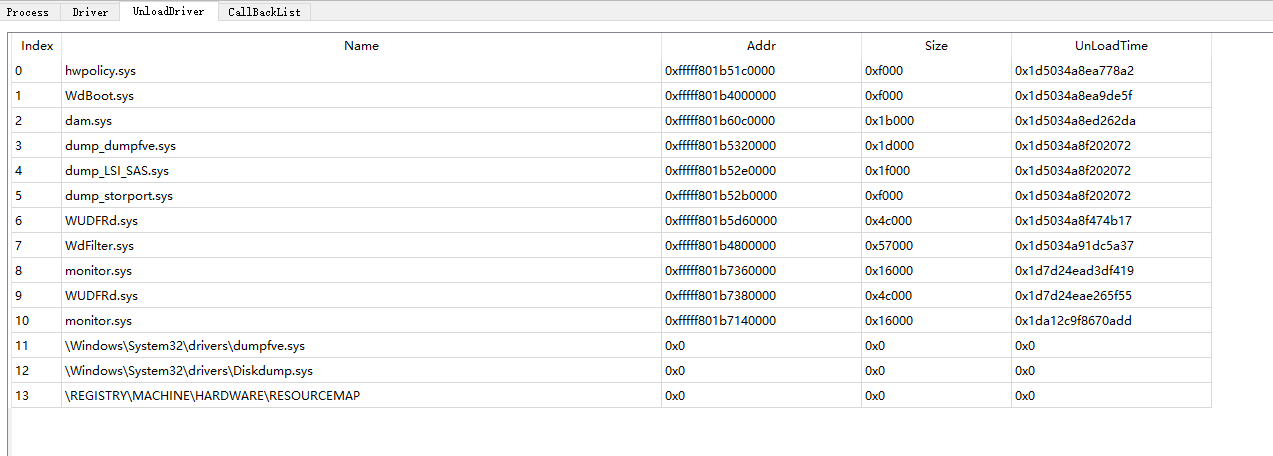 Process Driver UnloadDriver CallBackList
Index Name Addr Size UnLoadTime
0 hwpolicy.sys 0xfffff801b51c0000 0xf000 0x1d5034a8ea778a2
1 WdBoot.sys 0xfffff801b4000000 0xf000 0x1d5034a8ea9de5f
2 dam.sys 0xfffff801b60c0000 0x1b000 0x1d5034a8ed262da
3 dump_dumpfve.sys 0xfffff801b5320000 0x1d000 0x1d5034a8f202072
4 dump_LSI_SAS.sys 0xfffff801b52e0000 0x1f000 0x1d5034a8f202072
5 dump_storport.sys 0xfffff801b52b0000 0xf000 0x1d5034a8f202072
6 WUDFRd.sys 0xfffff801b5d60000 0x4c000 0x1d5034a8f474b17
7 WdFilter.sys 0xfffff801b4800000 0x57000 0x1d5034a91dc5a37
8 monitor.sys 0xfffff801b7360000 0x16000 0x1d7d24ead3df419
9 WUDFRd.sys 0xfffff801b7380000 0x4c000 0x1d7d24eae265f55
10 monitor.sys 0xfffff801b7140000 0x16000 0x1da12c9f8670add
11 \Windows\System32\drivers\dumpfve.sys 0x0 0x0 0x0
12 \Windows\System32\drivers\Diskdump.sys 0x0 0x0 0x0
13 \REGISTRY\MACHINE\HARDWARE\RESOURCEMAP 0x0 0x0 0x0